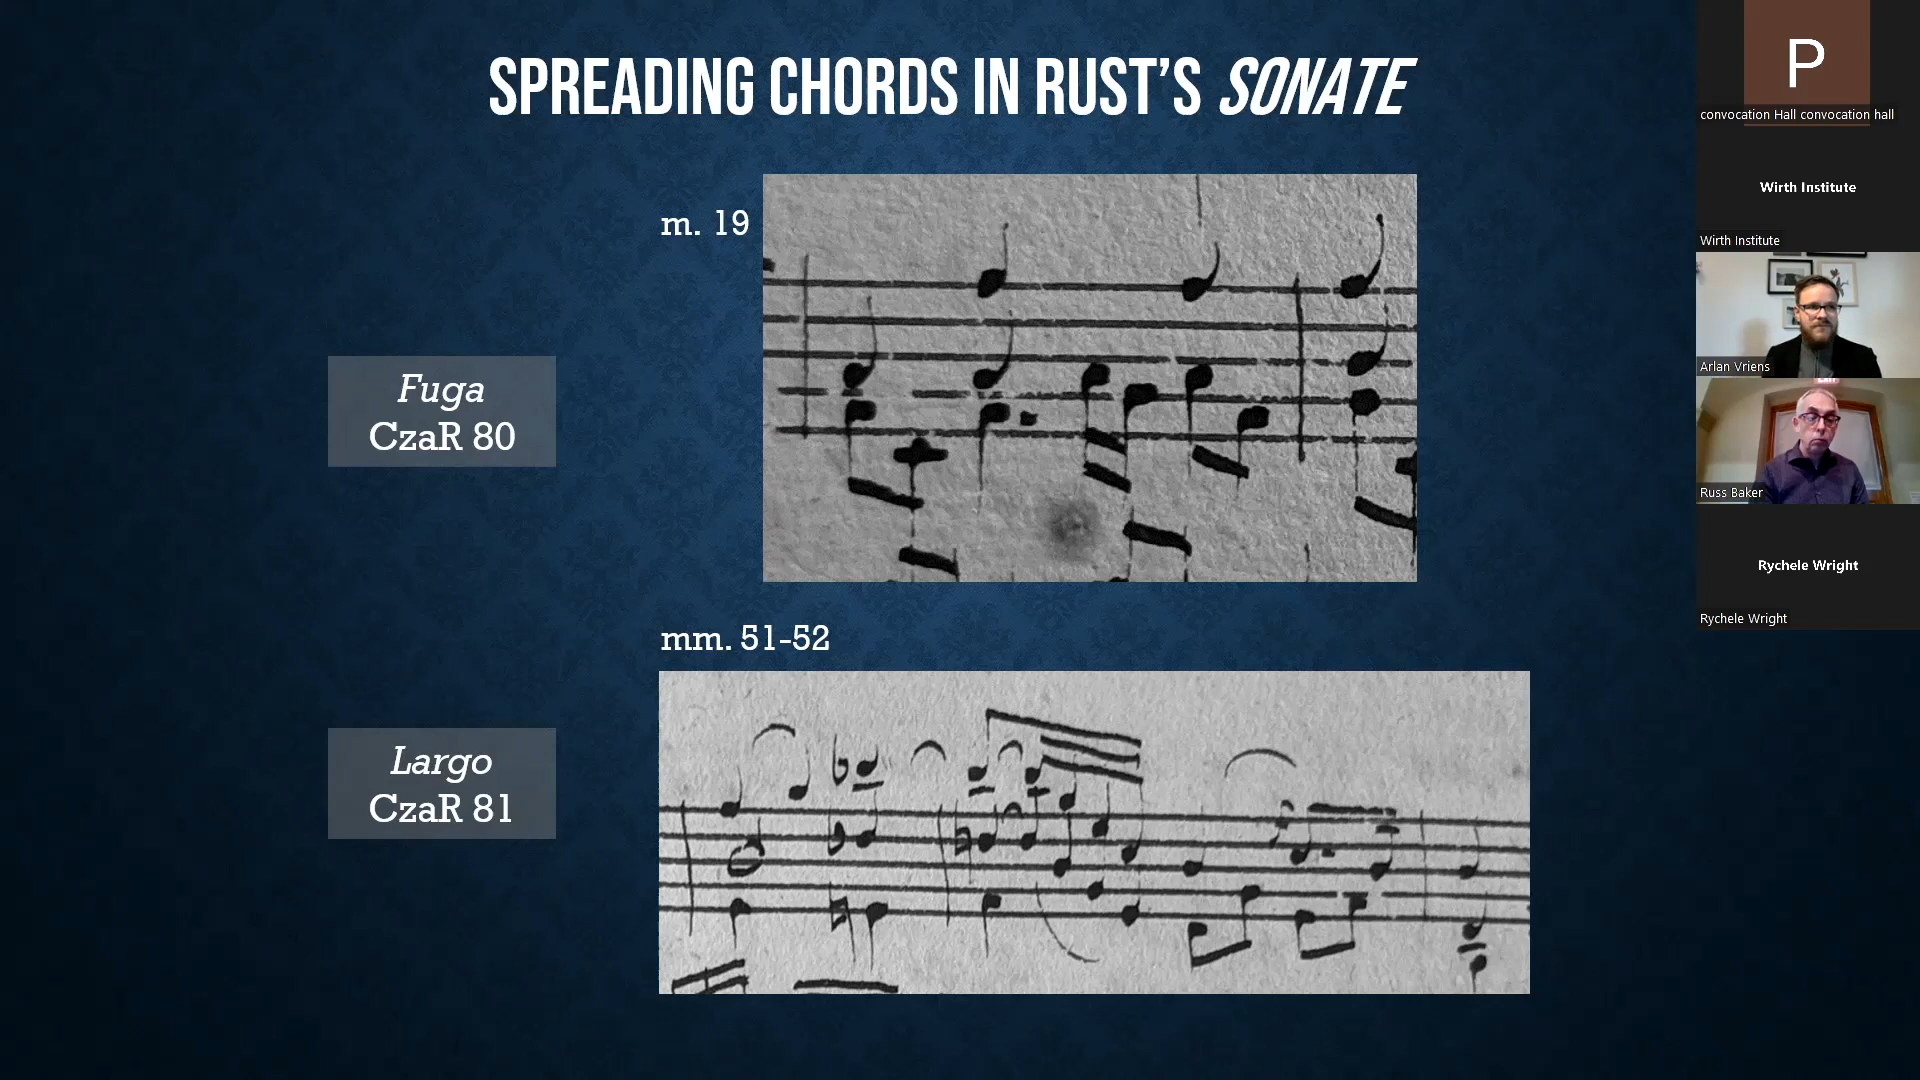 SPREADING CHORDS IN RUST'S SONATE
m. 19
Fuga
CzaR 80
mm. 51-52
Largo
CzaR 81
P
convocation Hall convocation hall
Wirth Institute
Wirth Institute
Arlan Vriens
Russ Baker
Rychele Wright
Rychele Wright